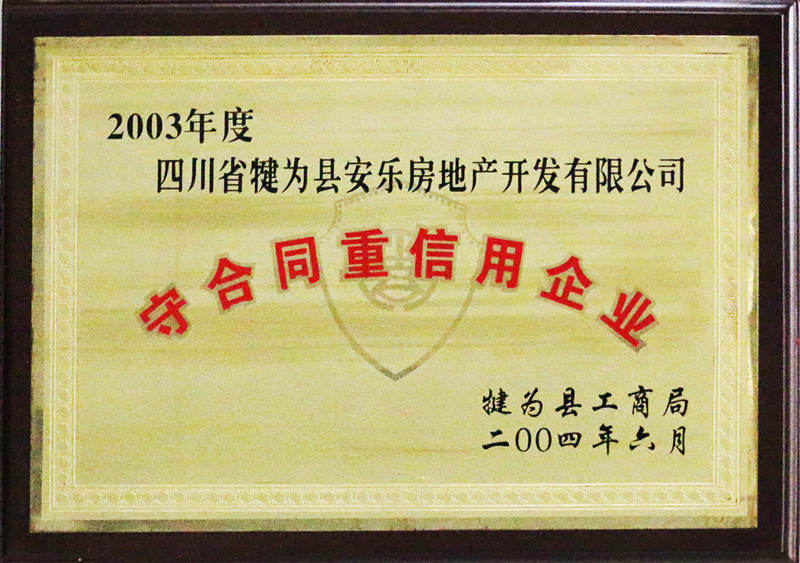 2003年度
四川省犍为县安乐房地产开发有限公司
守合同重信用企业
犍为县工商局
二00四年六月